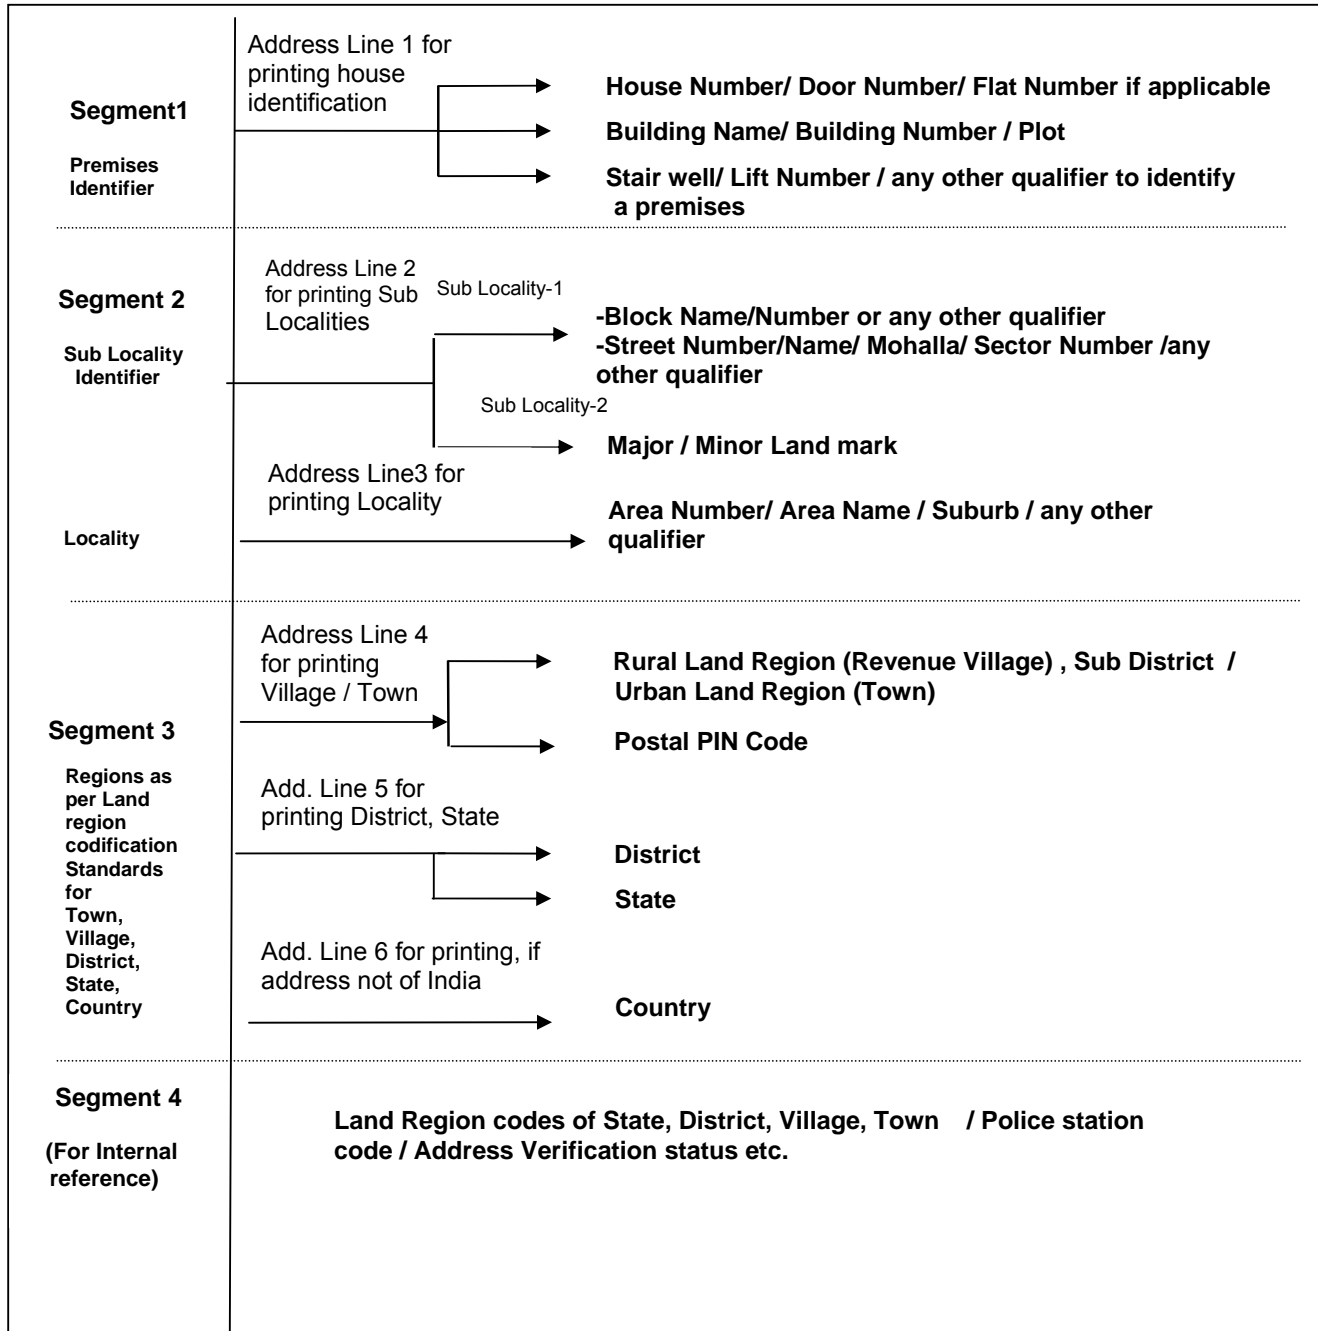 Segment1
Premises
Identifier
Address Line 1 for
printing house
identification
House Number/ Door Number/ Flat Number if applicable
Building Name/ Building Number / Plot
Stair well/ Lift Number / any other qualifier to identify
a premises
Segment 2
Sub Locality
Identifier
Address Line 2
for printing Sub
Localities
Sub Locality-1
-Block Name/Number or any other qualifier
-Street Number/Name/ Mohalla/ Sector Number /any
other qualifier
Sub Locality-2
Major / Minor Land mark
Locality
Address Line3 for
printing Locality
Area Number/ Area Name / Suburb / any other
qualifier
Segment 3
Regions as
per Land
region
codification
Standards
for
Town,
Village,
District,
State,
Country
Address Line 4
for printing
Village / Town
Rural Land Region (Revenue Village) , Sub District /
Urban Land Region (Town)
Postal PIN Code
Add. Line 5 for
printing District, State
District
State
Add. Line 6 for printing, if
address not of India
Country
Segment 4
(For Internal
reference)
Land Region codes of State, District, Village, Town / Police station
code / Address Verification status etc.